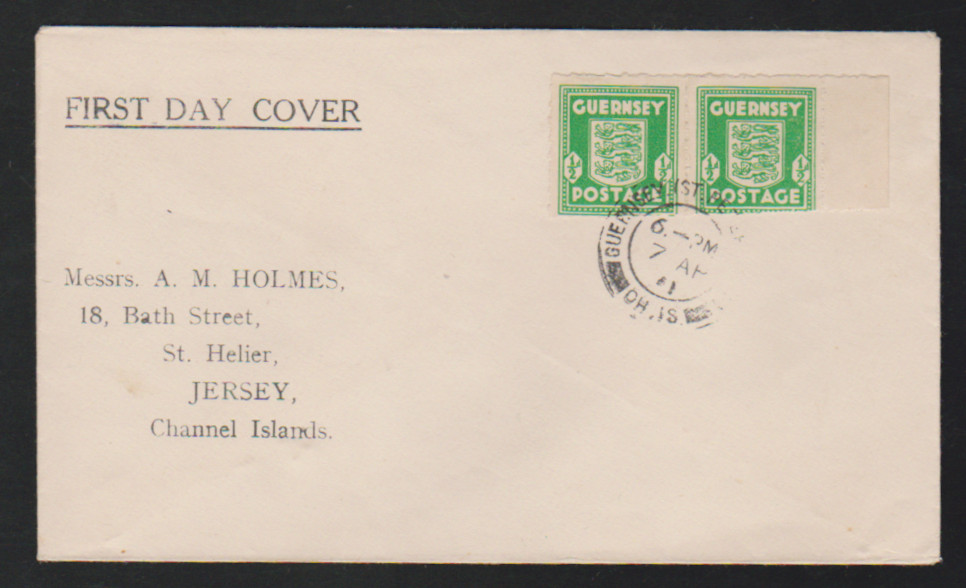 FIRST DAY COVER
GUERNSEY GUERNSEY
½ ½ ½ ½
POSTAGE POSTAGE
GUERNSEY
6.— PM
7 AP
41
Messrs. A. M. HOLMES,
18, Bath Street,
St. Helier,
JERSEY,
Channel Islands.